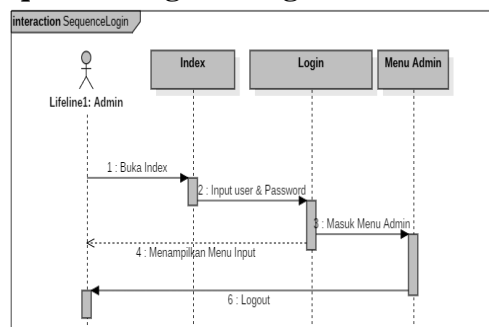 interaction SequenceLogin
Index
Login
Menu Admin
Lifeline1: Admin
1 : Buka Index
2 : Input user & Password
3 : Masuk Menu Admin
4 : Menampilkan Menu Input
6 : Logout